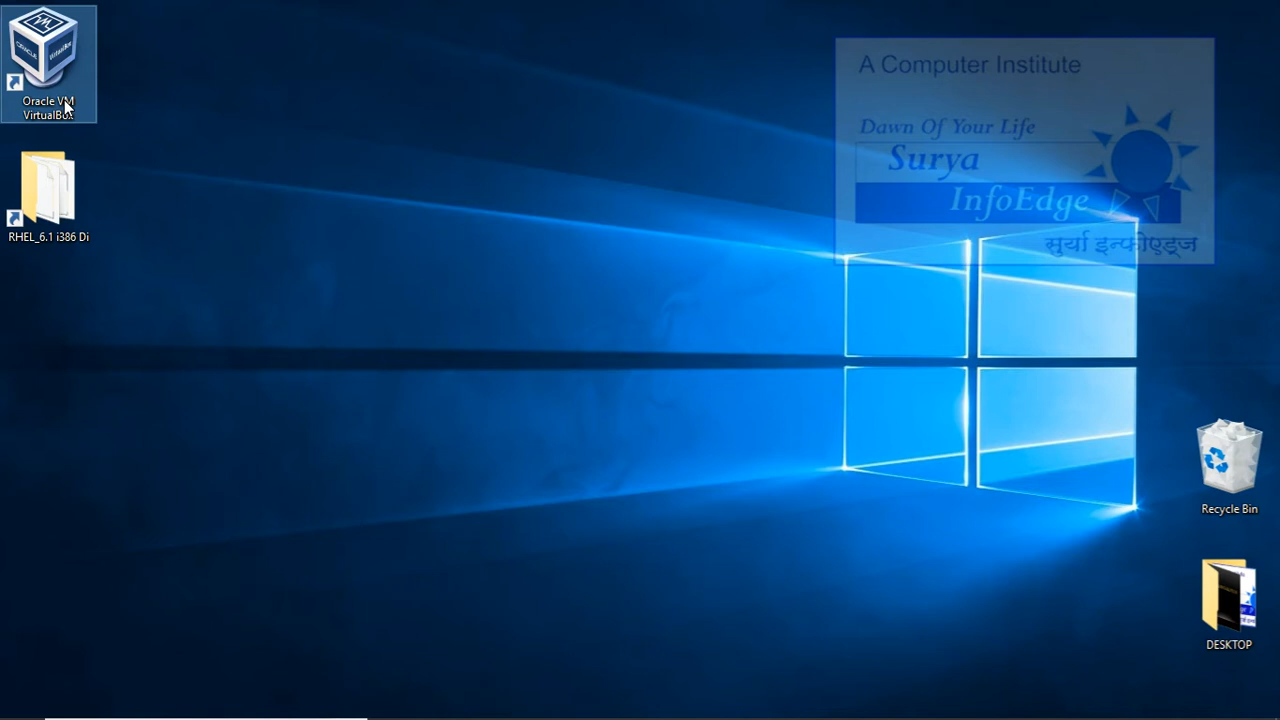 Oracle VM
VirtualBox
RHEL_6.1 i386 Di
A Computer Institute
Dawn Of Your Life
Surya
InfoEdge
सुर्या इन्फोएड्ज
Recycle Bin
DESKTOP